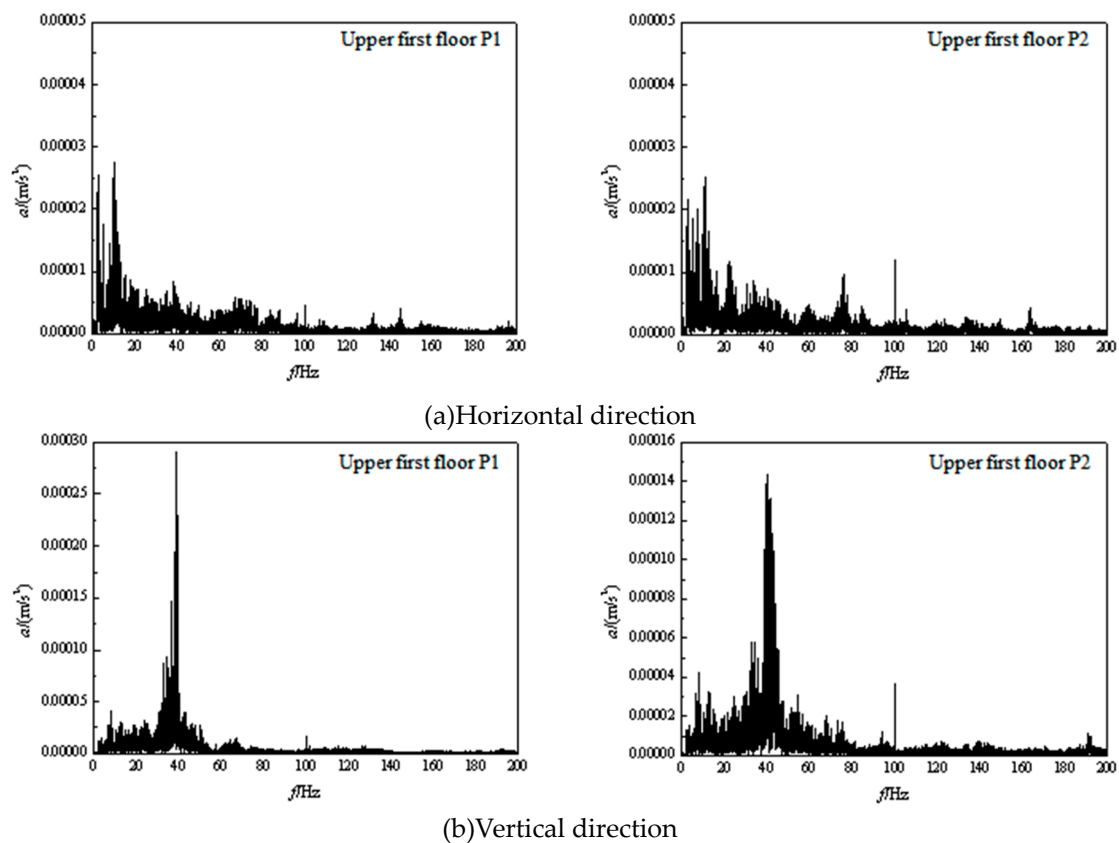 Upper first floor P1
0.00005
0.00004
0.00003
0.00002
0.00001
0.00000
a/(m/s²)
0 20 40 60 80 100 120 140 160 180 200
f/Hz
Upper first floor P2
0.00005
0.00004
0.00003
0.00002
0.00001
0.00000
a/(m/s²)
0 20 40 60 80 100 120 140 160 180 200
f/Hz
(a)Horizontal direction
Upper first floor P1
0.00030
0.00025
0.00020
0.00015
0.00010
0.00005
0.00000
a/(m/s²)
0 20 40 60 80 100 120 140 160 180 200
f/Hz
Upper first floor P2
0.00016
0.00014
0.00012
0.00010
0.00008
0.00006
0.00004
0.00002
0.00000
a/(m/s²)
0 20 40 60 80 100 120 140 160 180 200
f/Hz
(b)Vertical direction